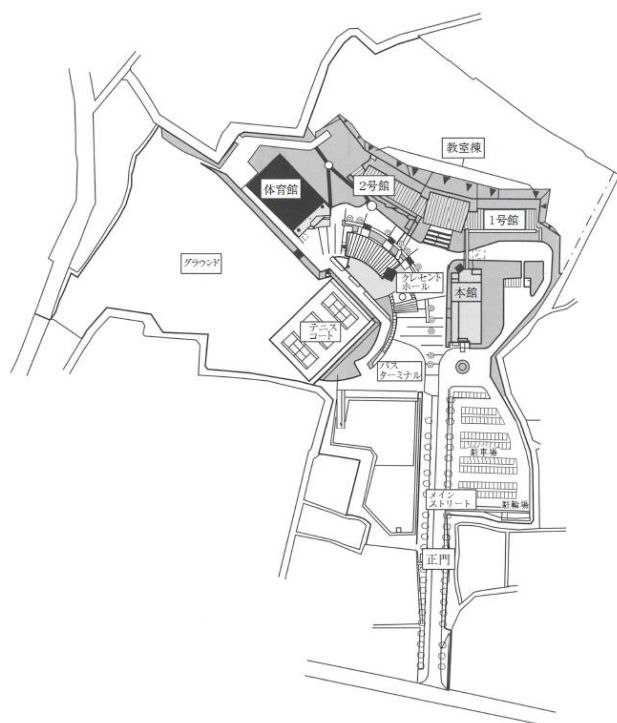 教室棟
体育館
2号館
1号館
グラウンド
クレセント
ホール
本館
テニス
コート
バス
ターミナル
駐車場
メイン
ストリート
駐輪場
正門